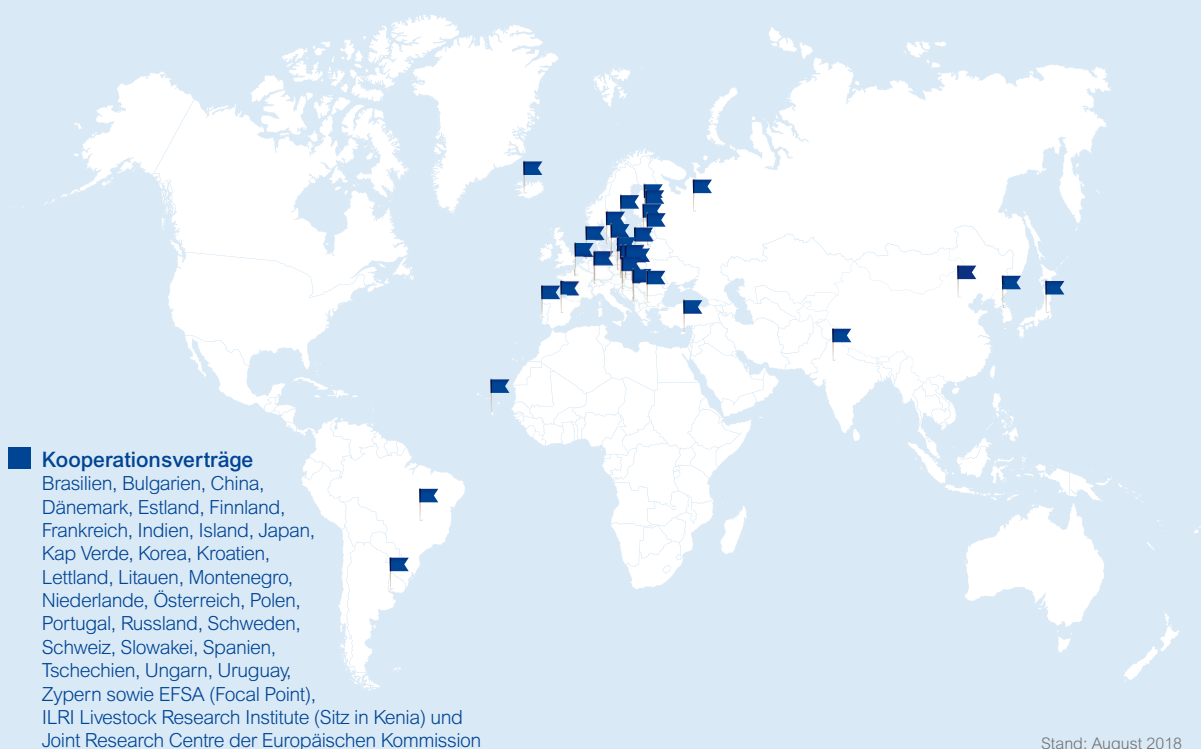 Kooperationsverträge
Brasilien, Bulgarien, China,
Dänemark, Estland, Finnland,
Frankreich, Indien, Island, Japan,
Kap Verde, Korea, Kroatien,
Lettland, Litauen, Montenegro,
Niederlande, Österreich, Polen,
Portugal, Russland, Schweden,
Schweiz, Slowakei, Spanien,
Tschechien, Ungarn, Uruguay,
Zypern sowie EFSA (Focal Point),
ILRI Livestock Research Institute (Sitz in Kenia) und
Joint Research Centre der Europäischen Kommission
Stand: August 2018